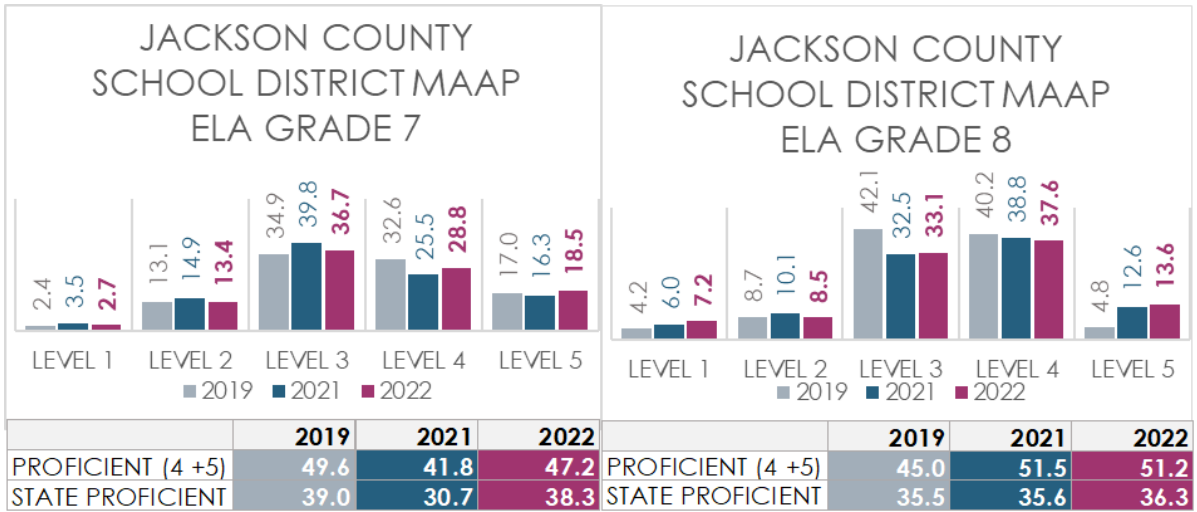 JACKSON COUNTY
SCHOOL DISTRICT MAAP
ELA GRADE 7
2.4 3.5 2.7 13.1 14.9 13.4 34.9 39.8 36.7 32.6 25.5 28.8 17.0 16.3 18.5
LEVEL 1 LEVEL 2 LEVEL 3 LEVEL 4 LEVEL 5
2019 2021 2022
2019 2021 2022
PROFICIENT (4 +5) 49.6 41.8 47.2
STATE PROFICIENT 39.0 30.7 38.3
JACKSON COUNTY
SCHOOL DISTRICT MAAP
ELA GRADE 8
4.2 6.0 7.2 8.7 10.1 8.5 42.1 32.5 33.1 40.2 38.8 37.6 4.8 12.6 13.6
LEVEL 1 LEVEL 2 LEVEL 3 LEVEL 4 LEVEL 5
2019 2021 2022
2019 2021 2022
PROFICIENT (4 +5) 45.0 51.5 51.2
STATE PROFICIENT 35.5 35.6 36.3